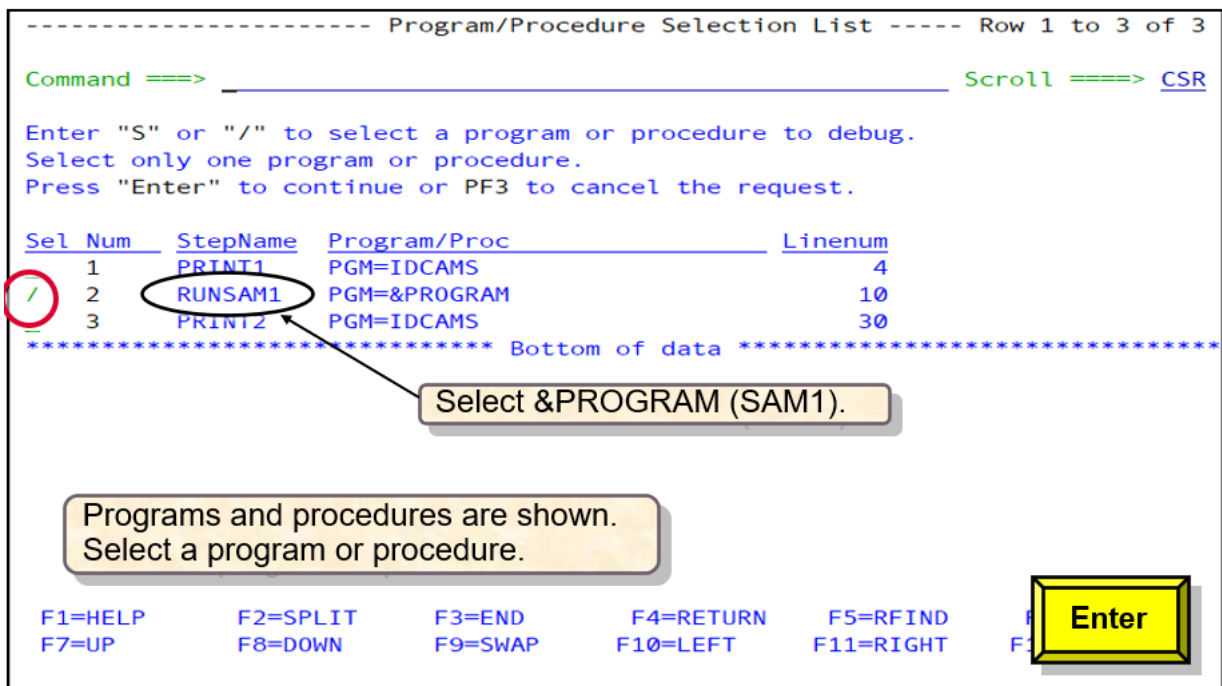 ----------------------- Program/Procedure Selection List ----- Row 1 to 3 of 3
Command ===> _ Scroll ====> CSR
Enter "S" or "/" to select a program or procedure to debug.
Select only one program or procedure.
Press "Enter" to continue or PF3 to cancel the request.
Sel Num StepName Program/Proc Linenum
1 PRINT1 PGM=IDCAMS 4
/ 2 RUNSAM1 PGM=&PROGRAM 10
_ 3 PRINT2 PGM=IDCAMS 30
******************************* Bottom of data ********************************
Select &PROGRAM (SAM1).
Programs and procedures are shown.
Select a program or procedure.
F1=HELP F2=SPLIT F3=END F4=RETURN F5=RFIND
F7=UP F8=DOWN F9=SWAP F10=LEFT F11=RIGHT
Enter